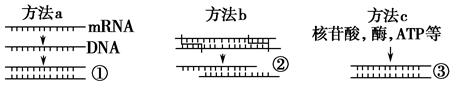 方法a
mRNA
DNA
①
方法b
②
方法c
核苷酸,酶,ATP等
③